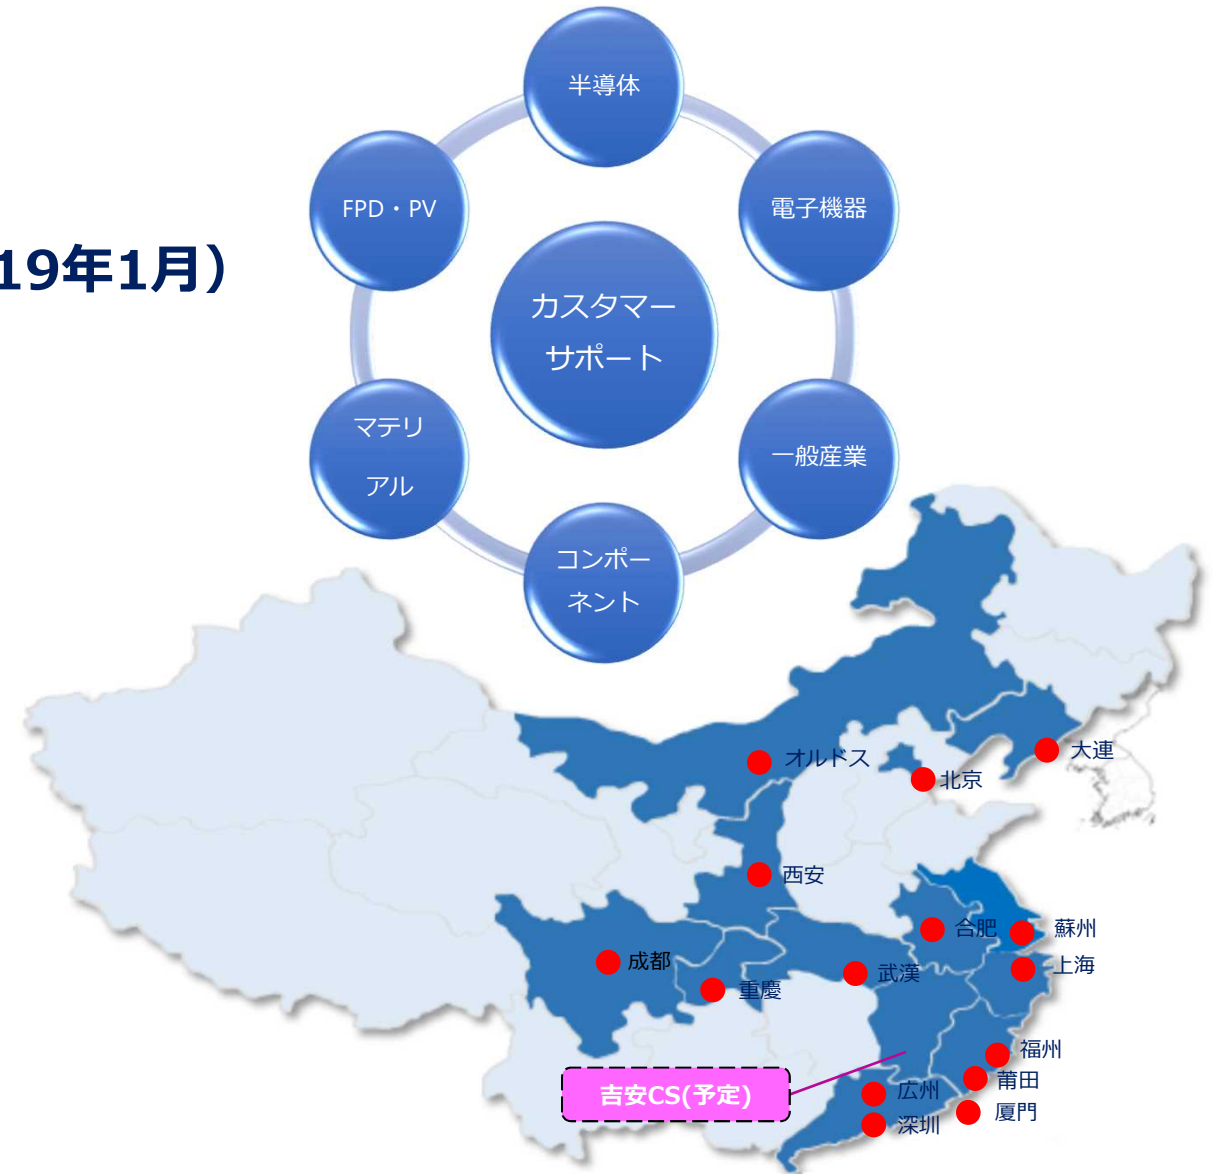 半導体
FPD・PV
電子機器
19年1月）
カスタマー
サポート
マテリ
アル
一般産業
コンポー
ネント
オルドス
大連
北京
西安
合肥
蘇州
成都
武漢
上海
重慶
福州
莆田
吉安CS(予定)
広州
厦門
深圳